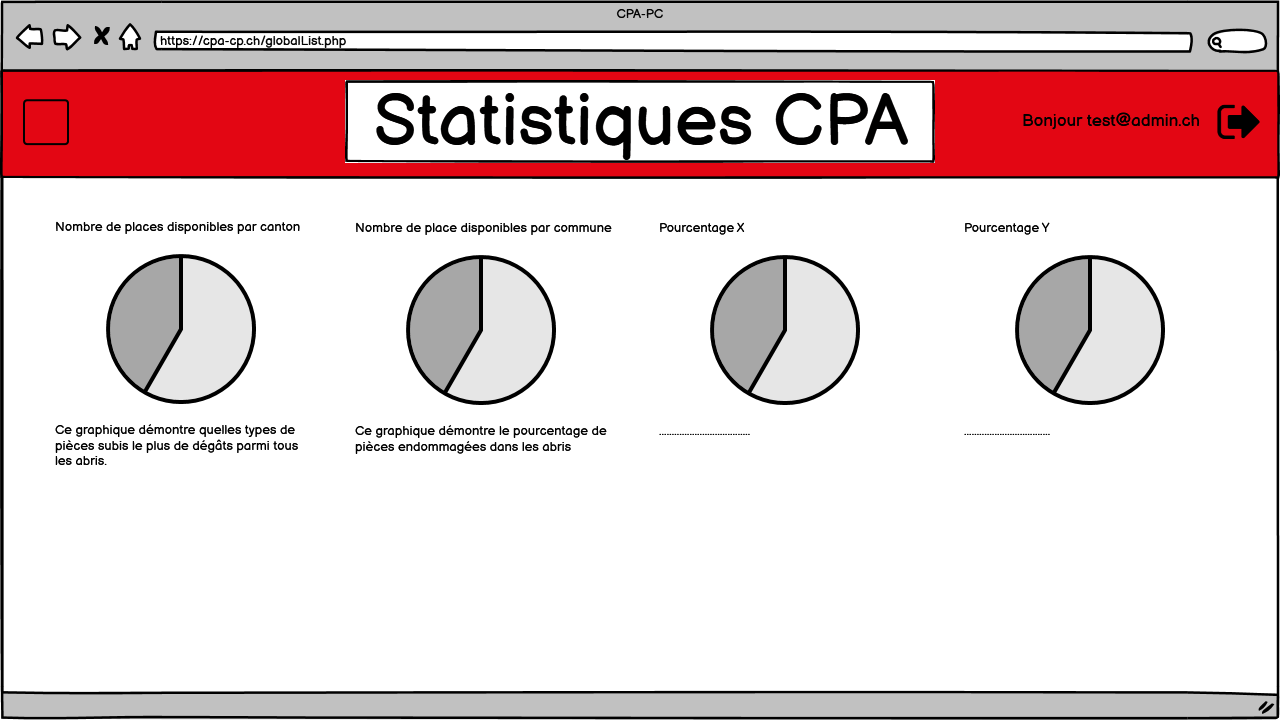 CPA-PC
https://cpa-cp.ch/globalList.php
Statistiques CPA
Bonjour test@admin.ch
Nombre de places disponibles par canton
Nombre de place disponibles par commune
Pourcentage X
Pourcentage Y
Ce graphique démontre quelles types de
pièces subis le plus de dégâts parmi tous
les abris.
Ce graphique démontre le pourcentage de
pièces endommagées dans les abris
....................................
..................................